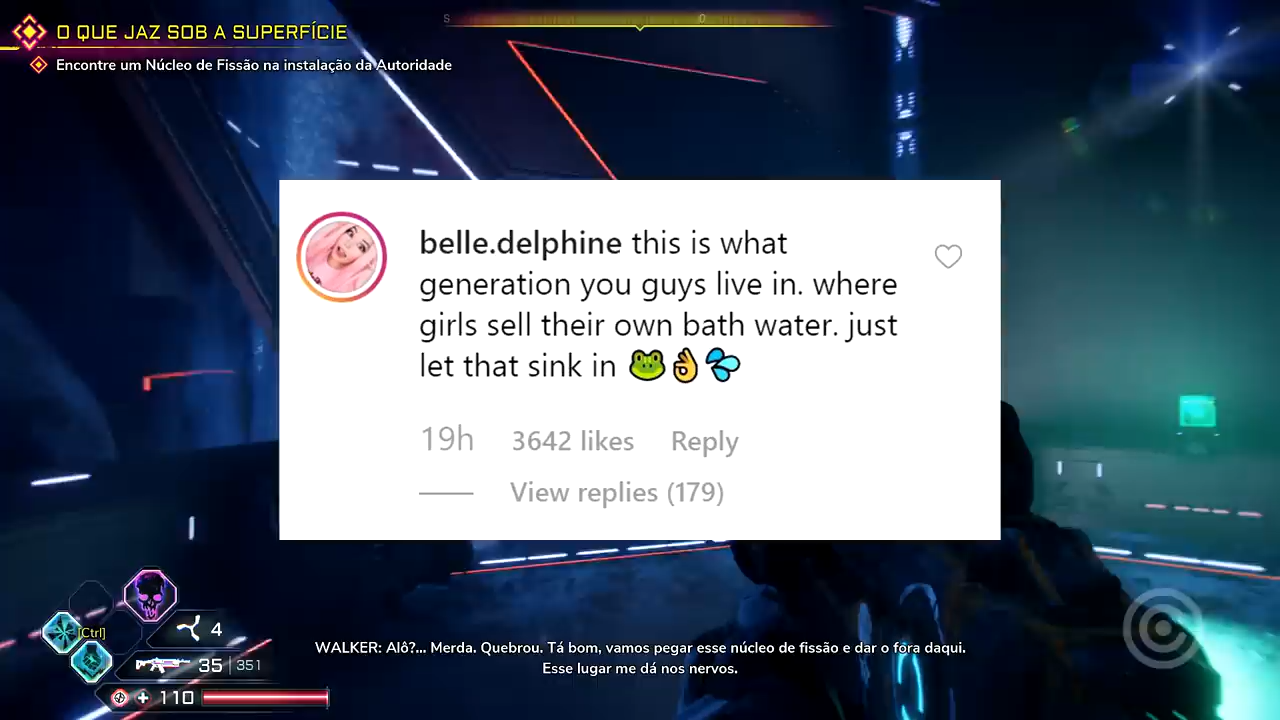 S
O
O QUE JAZ SOB A SUPERFÍCIE
Encontre um Núcleo de Fissão na instalação da Autoridade
belle.delphine this is what
generation you guys live in. where
girls sell their own bath water. just
let that sink in 🐸👌💦
19h 3642 likes Reply
View replies (179)
[Ctrl]
4
35 | 351
110
WALKER: Alô?... Merda. Quebrou. Tá bom, vamos pegar esse núcleo de fissão e dar o fora daqui.
Esse lugar me dá nos nervos.